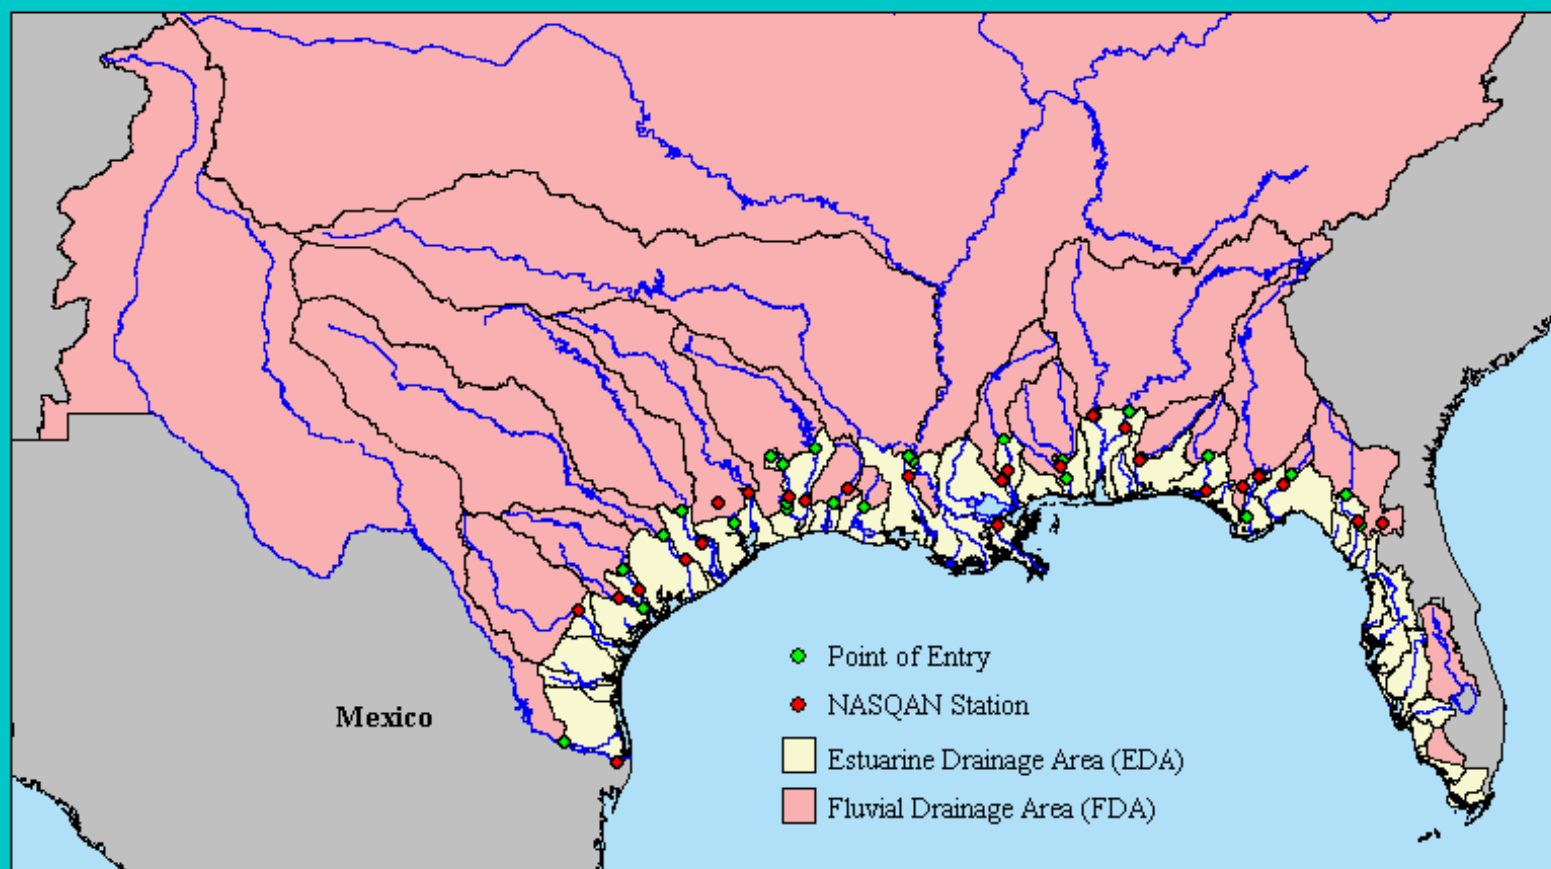 Point of Entry
NASQAN Station
Mexico
Estuarine Drainage Area (EDA)
Fluvial Drainage Area (FDA)